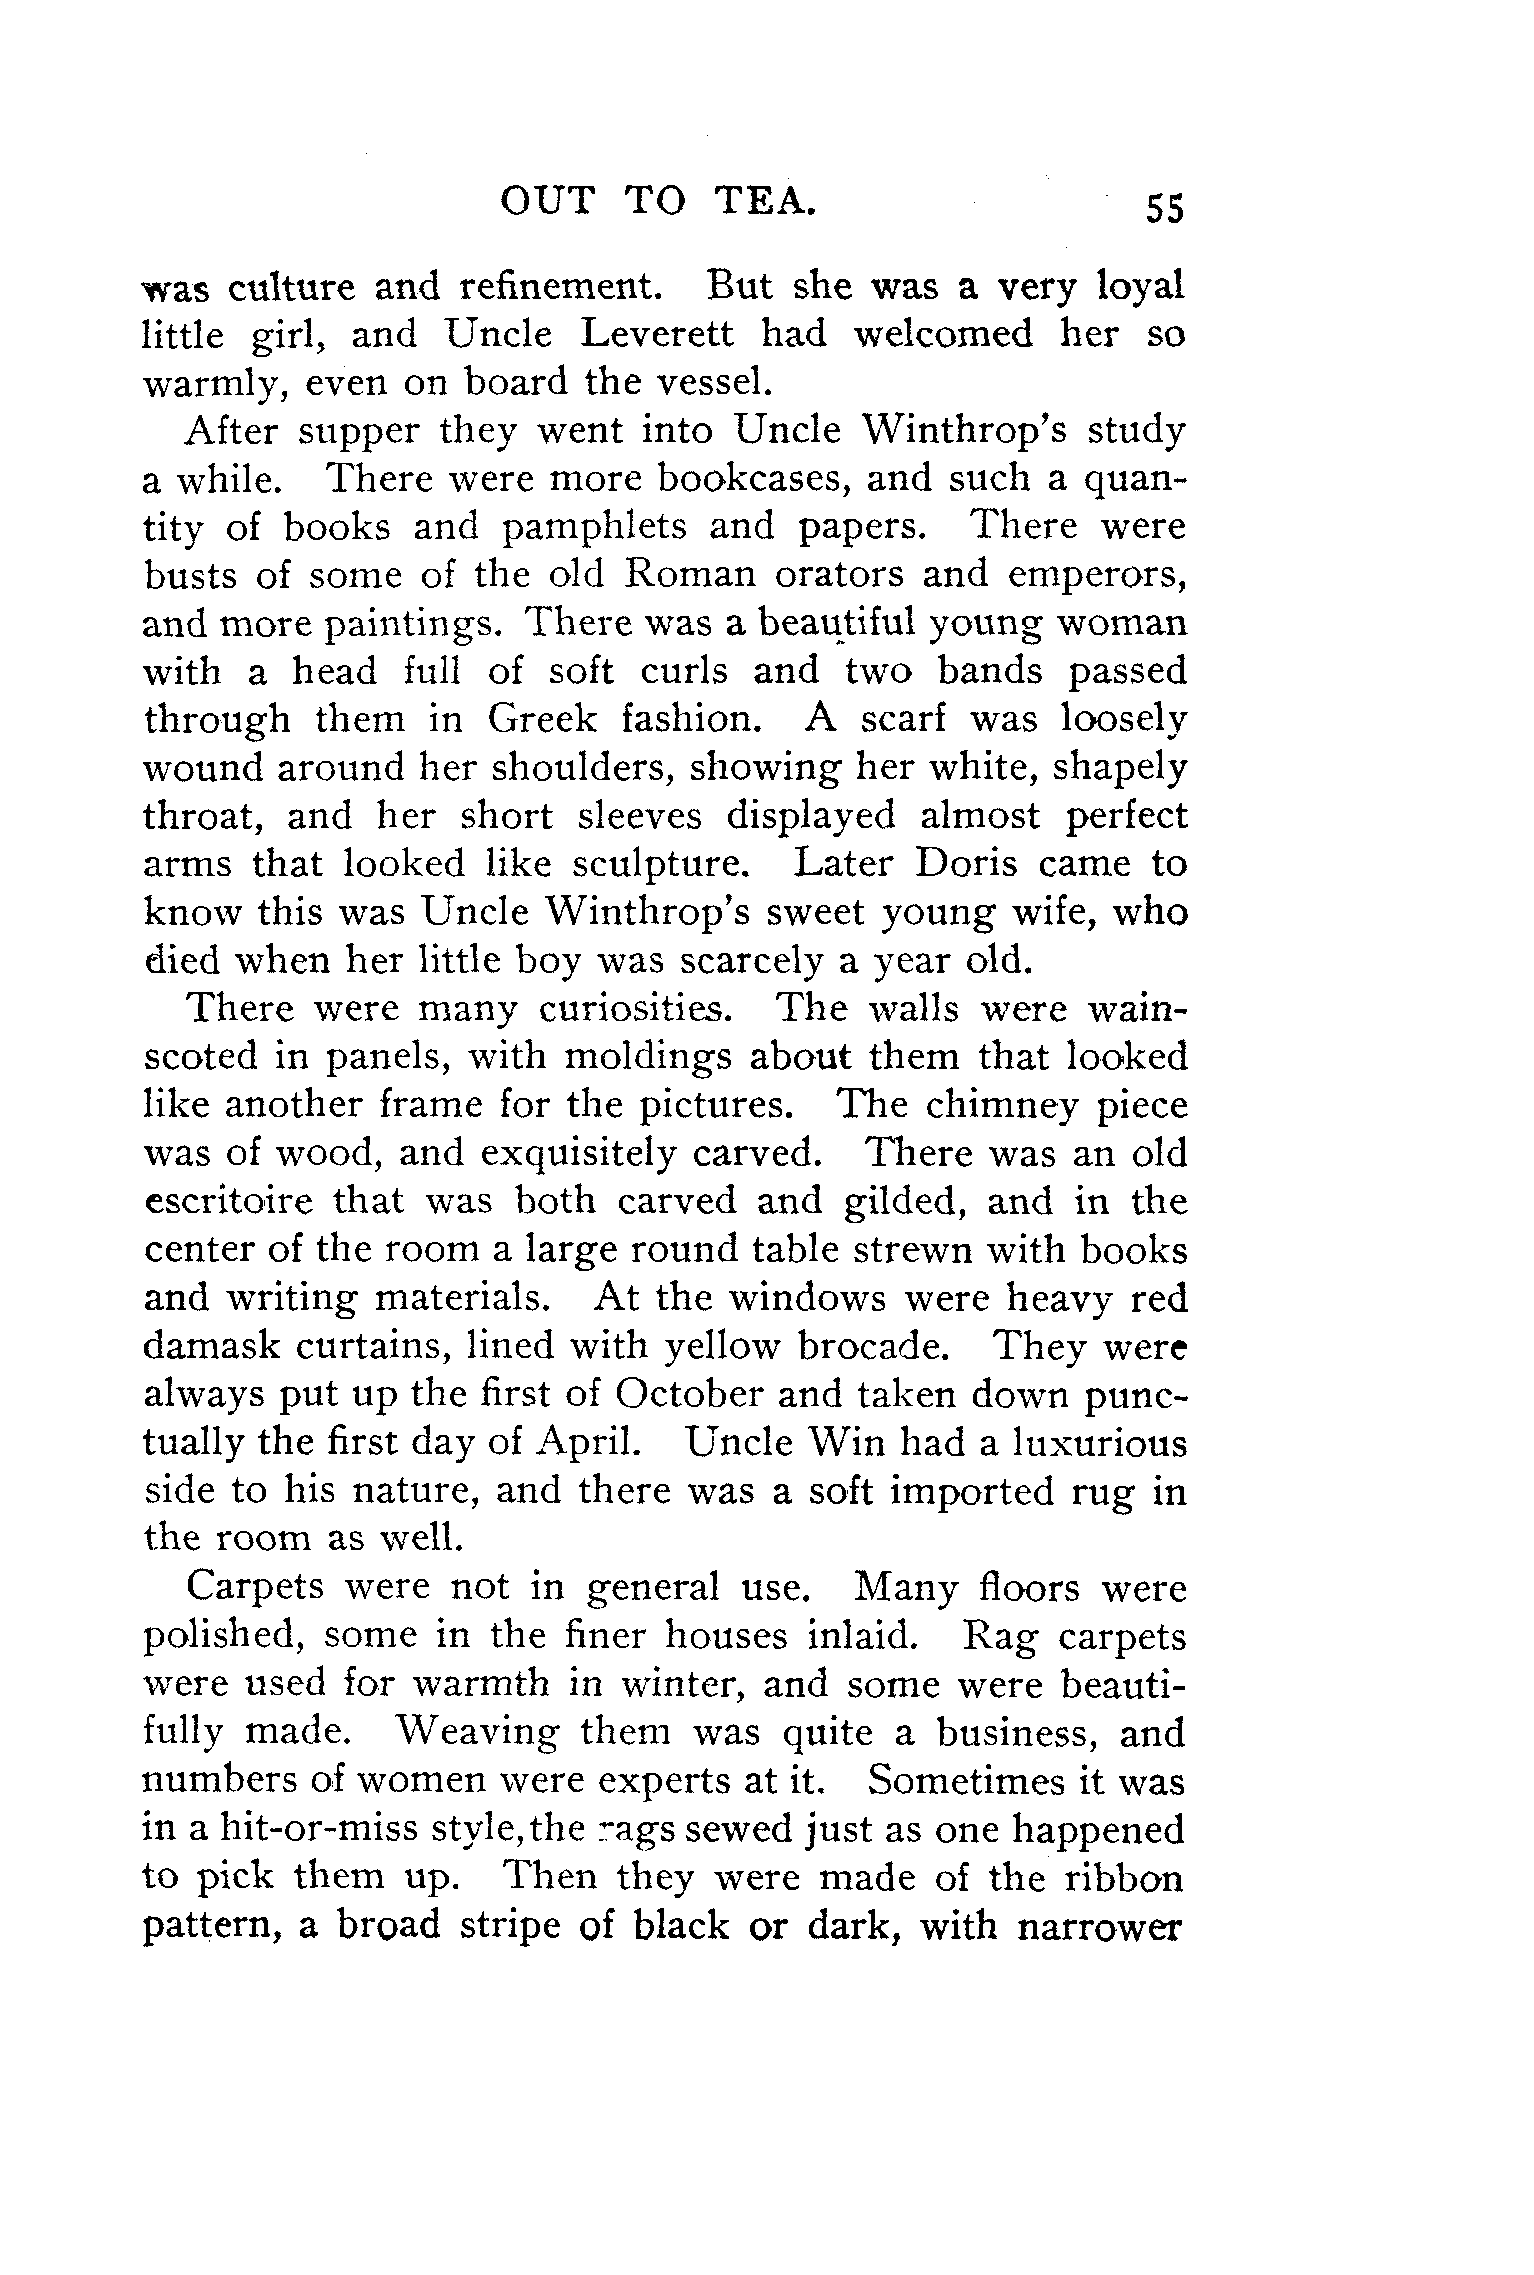 OUT TO TEA. 55
was culture and refinement. But she was a very loyal
little girl, and Uncle Leverett had welcomed her so
warmly, even on board the vessel.
After supper they went into Uncle Winthrop's study
a while. There were more bookcases, and such a quan-
tity of books and pamphlets and papers. There were
busts of some of the old Roman orators and emperors,
and more paintings. There was a beautiful young woman
with a head full of soft curls and two bands passed
through them in Greek fashion. A scarf was loosely
wound around her shoulders, showing her white, shapely
throat, and her short sleeves displayed almost perfect
arms that looked like sculpture. Later Doris came to
know this was Uncle Winthrop's sweet young wife, who
died when her little boy was scarcely a year old.
There were many curiosities. The walls were wain-
scoted in panels, with moldings about them that looked
like another frame for the pictures. The chimney piece
was of wood, and exquisitely carved. There was an old
escritoire that was both carved and gilded, and in the
center of the room a large round table strewn with books
and writing materials. At the windows were heavy red
damask curtains, lined with yellow brocade. They were
always put up the first of October and taken down punc-
tually the first day of April. Uncle Win had a luxurious
side to his nature, and there was a soft imported rug in
the room as well.
Carpets were not in general use. Many floors were
polished, some in the finer houses inlaid. Rag carpets
were used for warmth in winter, and some were beauti-
fully made. Weaving them was quite a business, and
numbers of women were experts at it. Sometimes it was
in a hit-or-miss style, the rags sewed just as one happened
to pick them up. Then they were made of the ribbon
pattern, a broad stripe of black or dark, with narrower